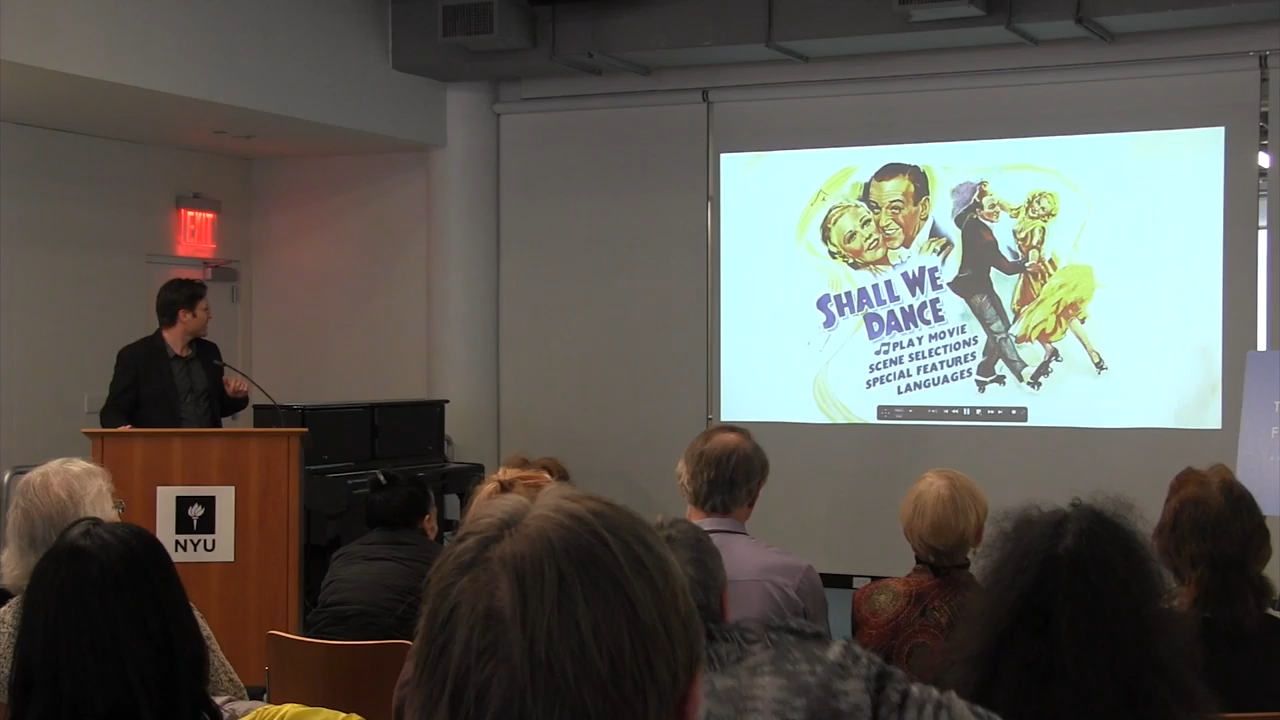 EXIT
SHALL WE
DANCE
PLAY MOVIE
SCENE SELECTIONS
SPECIAL FEATURES
LANGUAGES
NYU